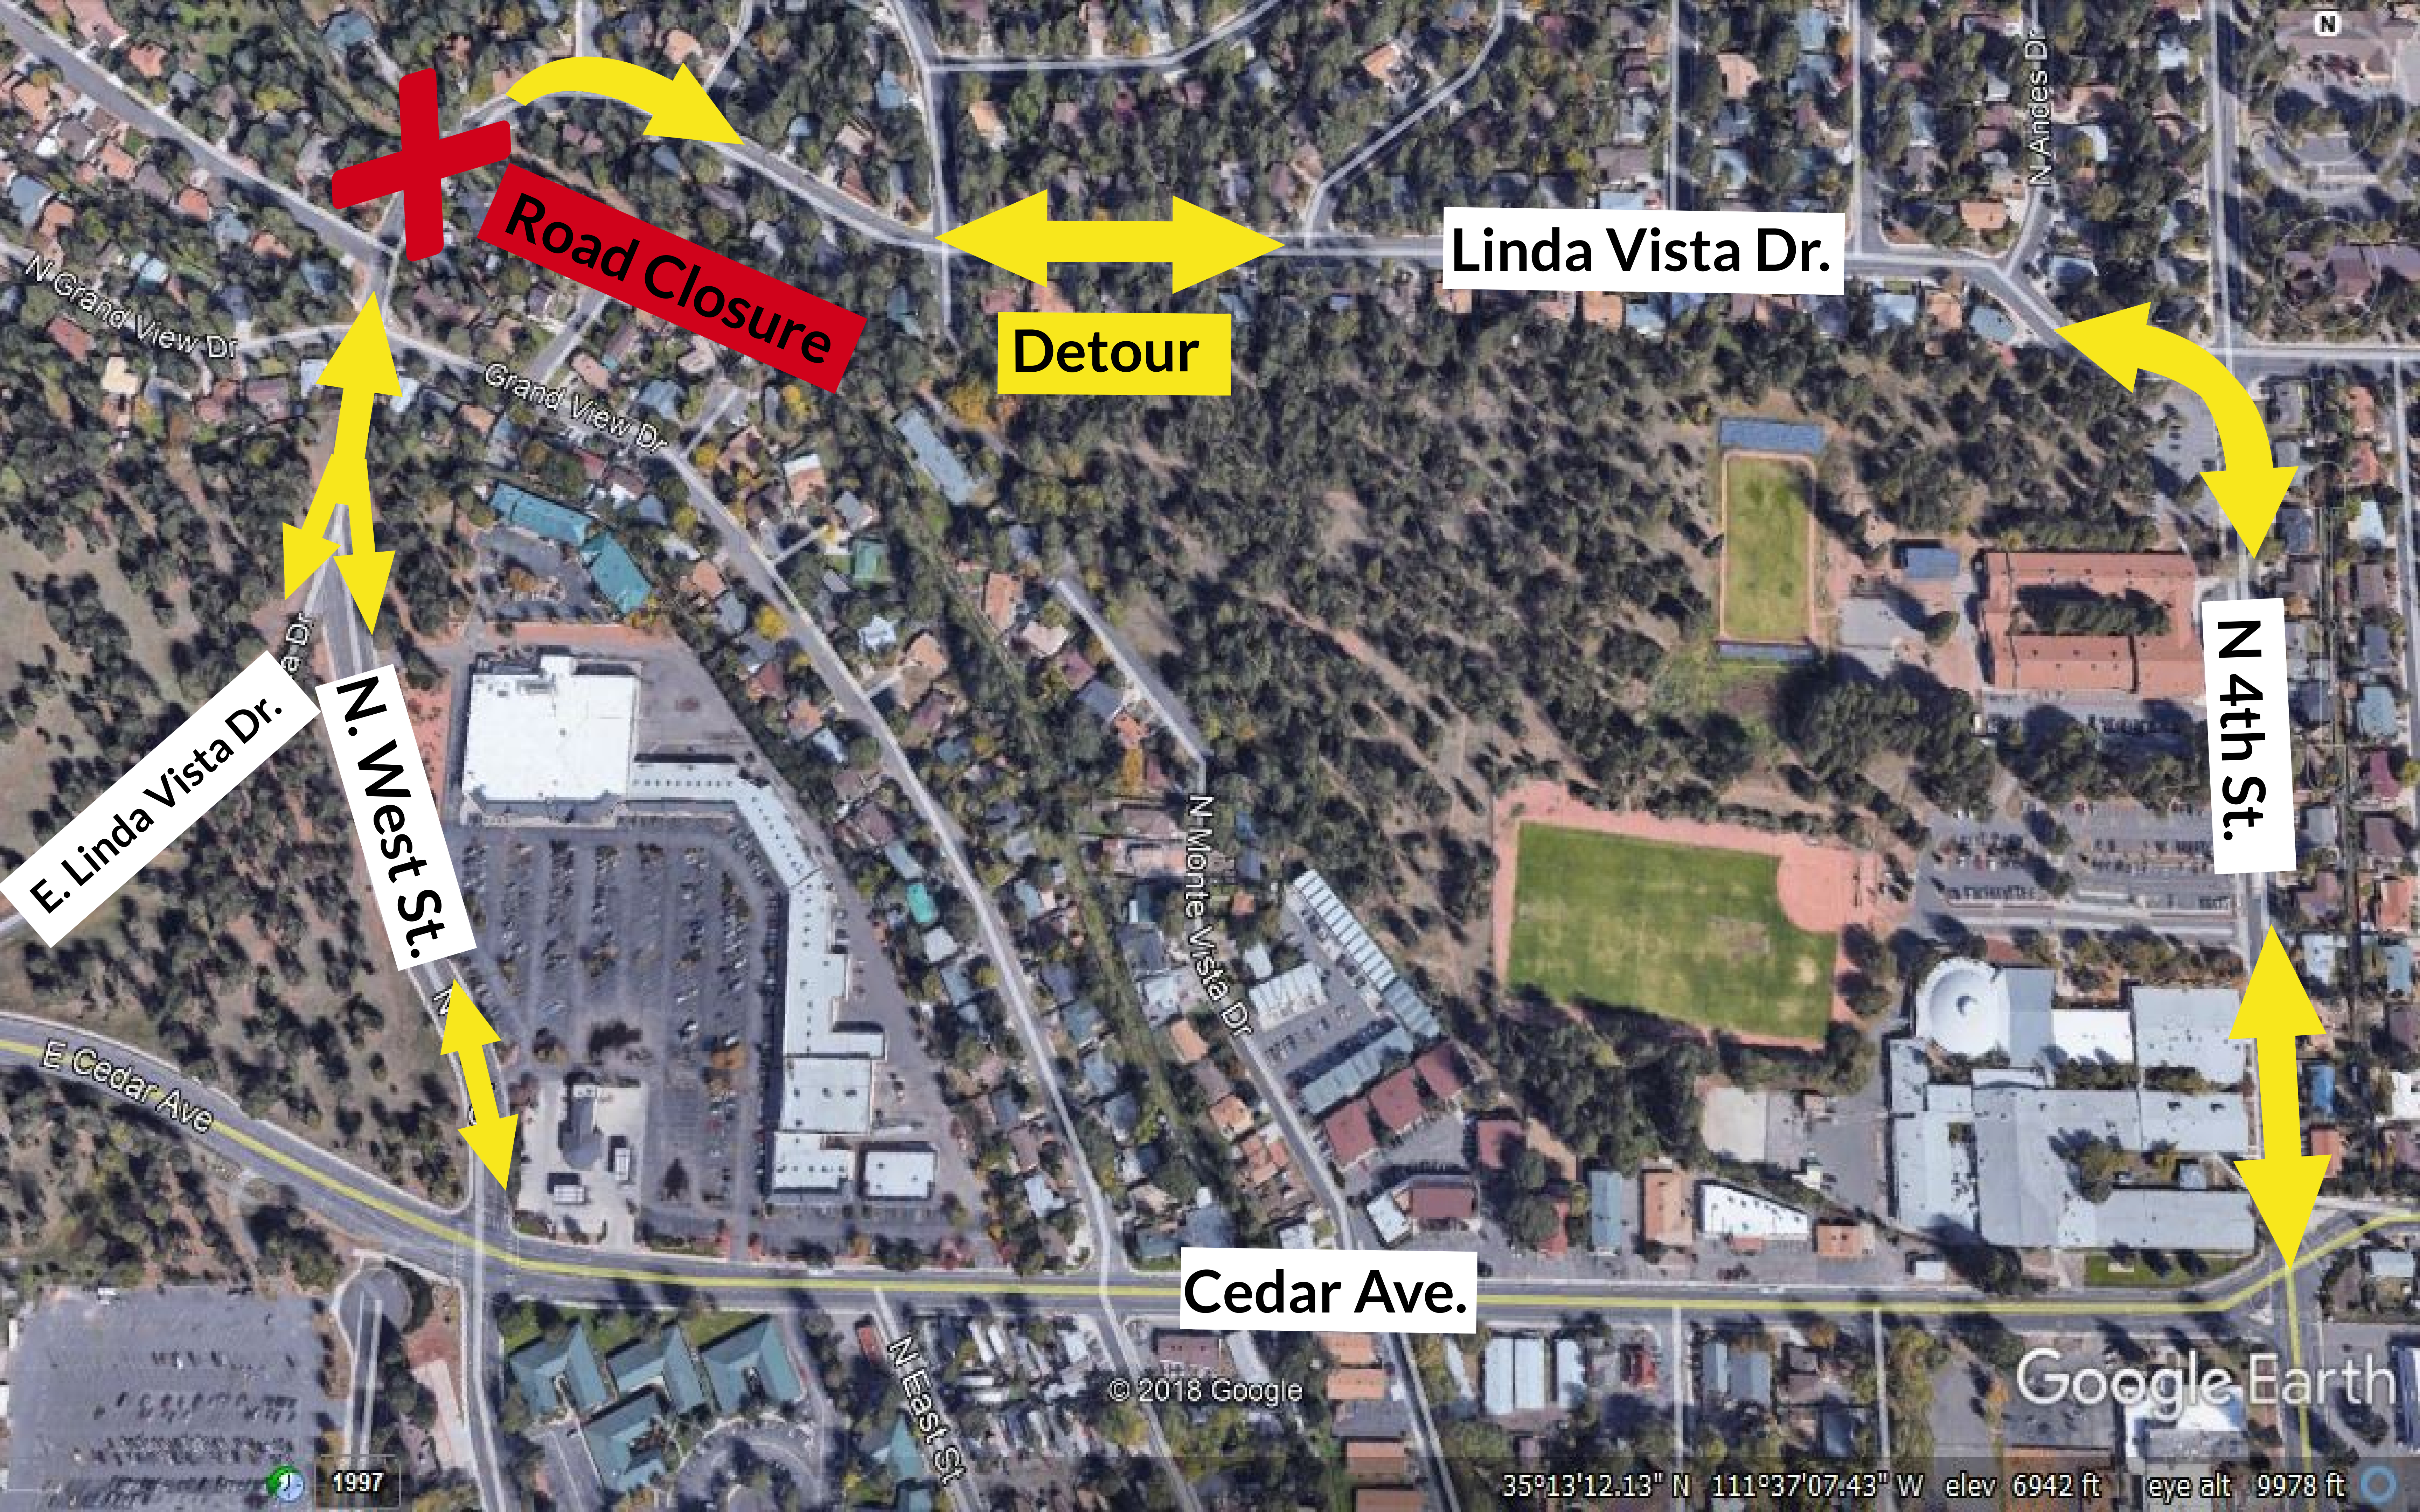 N
N Andes Dr
Road Closure
Linda Vista Dr.
N Grand View Dr
Detour
Grand View Dr
a Dr
N 4th St.
E. Linda Vista Dr.
N. West St.
N Monte Vista Dr
N
E Cedar Ave
Cedar Ave.
N East St
© 2018 Google
Google Earth
1997
35°13'12.13" N 111°37'07.43" W elev 6942 ft eye alt 9978 ft